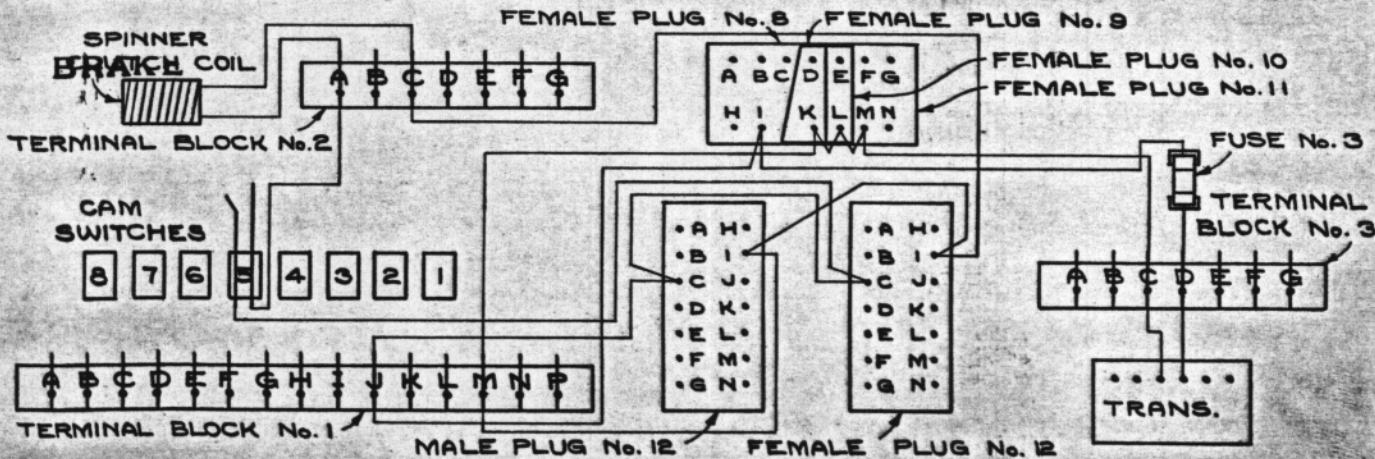 FEMALE PLUG No. 8
FEMALE PLUG No. 9
SPINNER
CLUTCH COIL
BRAKE
A B C D E F G
TERMINAL BLOCK No. 2
A B C D E F G
H I K L M N
FEMALE PLUG No. 10
FEMALE PLUG No. 11
FUSE No. 3
TERMINAL
BLOCK No. 3
A B C D E F G
CAM
SWITCHES
8 7 6 5 4 3 2 1
A H
B I
C J
D K
E L
F M
G N
A H
B I
C J
D K
E L
F M
G N
A B C D E F G H I J K L M N P
TERMINAL BLOCK No. 1
MALE PLUG No. 12
FEMALE PLUG No. 12
TRANS.